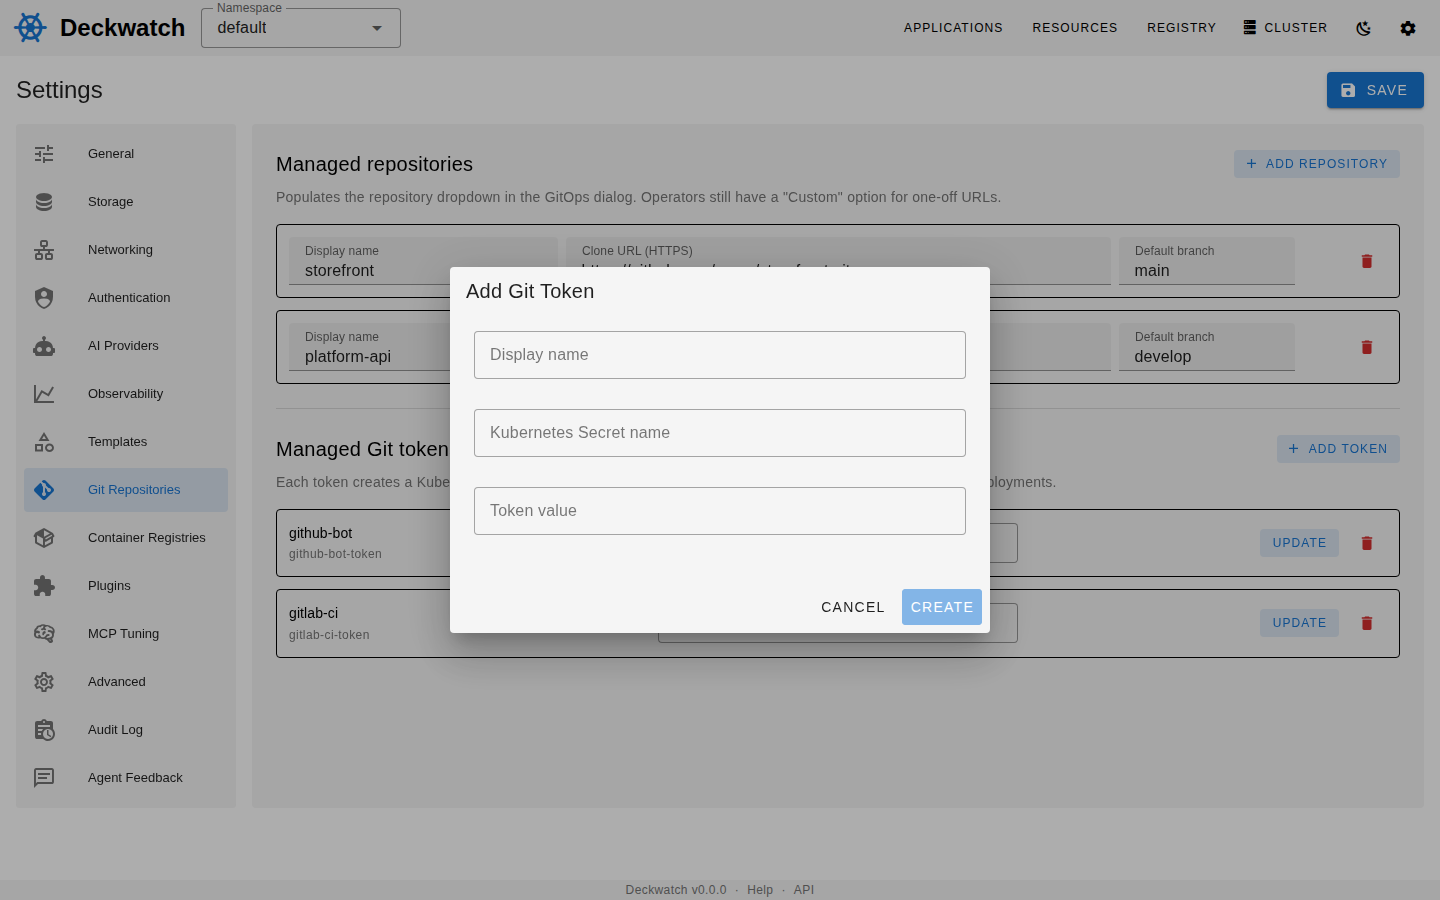 Deckwatch
Namespace
default
APPLICATIONS
RESOURCES
REGISTRY
CLUSTER
Settings
SAVE
General
Storage
Networking
Authentication
AI Providers
Observability
Templates
Git Repositories
Container Registries
Plugins
MCP Tuning
Advanced
Audit Log
Agent Feedback
Managed repositories
ADD REPOSITORY
Populates the repository dropdown in the GitOps dialog. Operators still have a "Custom" option for one-off URLs.
Display name
storefront
Clone URL (HTTPS)
Default branch
main
Display name
platform-api
Default branch
develop
Managed Git token
ADD TOKEN
Each token creates a Kube
github-bot
github-bot-token
UPDATE
gitlab-ci
gitlab-ci-token
UPDATE
Add Git Token
Display name
Kubernetes Secret name
Token value
CANCEL
CREATE
Deckwatch v0.0.0 · Help · API